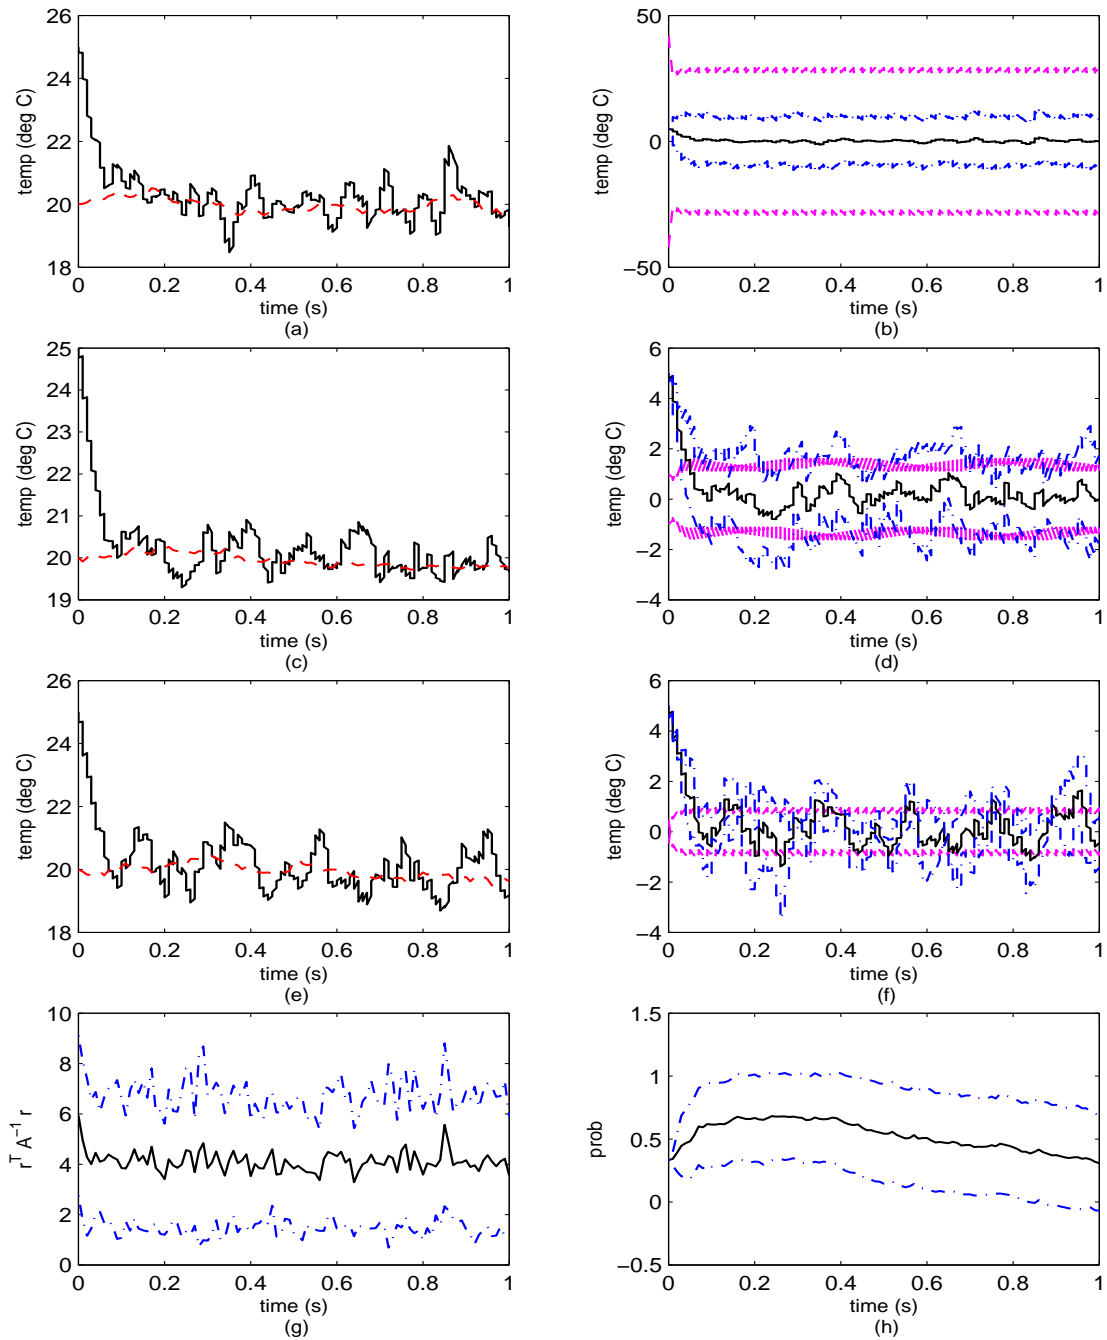 26
24
22
20
18
temp (deg C)
0 0.2 0.4 0.6 0.8 1
time (s)
(a)
50
0
−50
temp (deg C)
0 0.2 0.4 0.6 0.8 1
time (s)
(b)
25
24
23
22
21
20
19
temp (deg C)
0 0.2 0.4 0.6 0.8 1
time (s)
(c)
6
4
2
0
−2
−4
temp (deg C)
0 0.2 0.4 0.6 0.8 1
time (s)
(d)
26
24
22
20
18
temp (deg C)
0 0.2 0.4 0.6 0.8 1
time (s)
(e)
6
4
2
0
−2
−4
temp (deg C)
0 0.2 0.4 0.6 0.8 1
time (s)
(f)
10
8
6
4
2
0
r^T A^−1 r
0 0.2 0.4 0.6 0.8 1
time (s)
(g)
1.5
1
0.5
0
−0.5
prob
0 0.2 0.4 0.6 0.8 1
time (s)
(h)